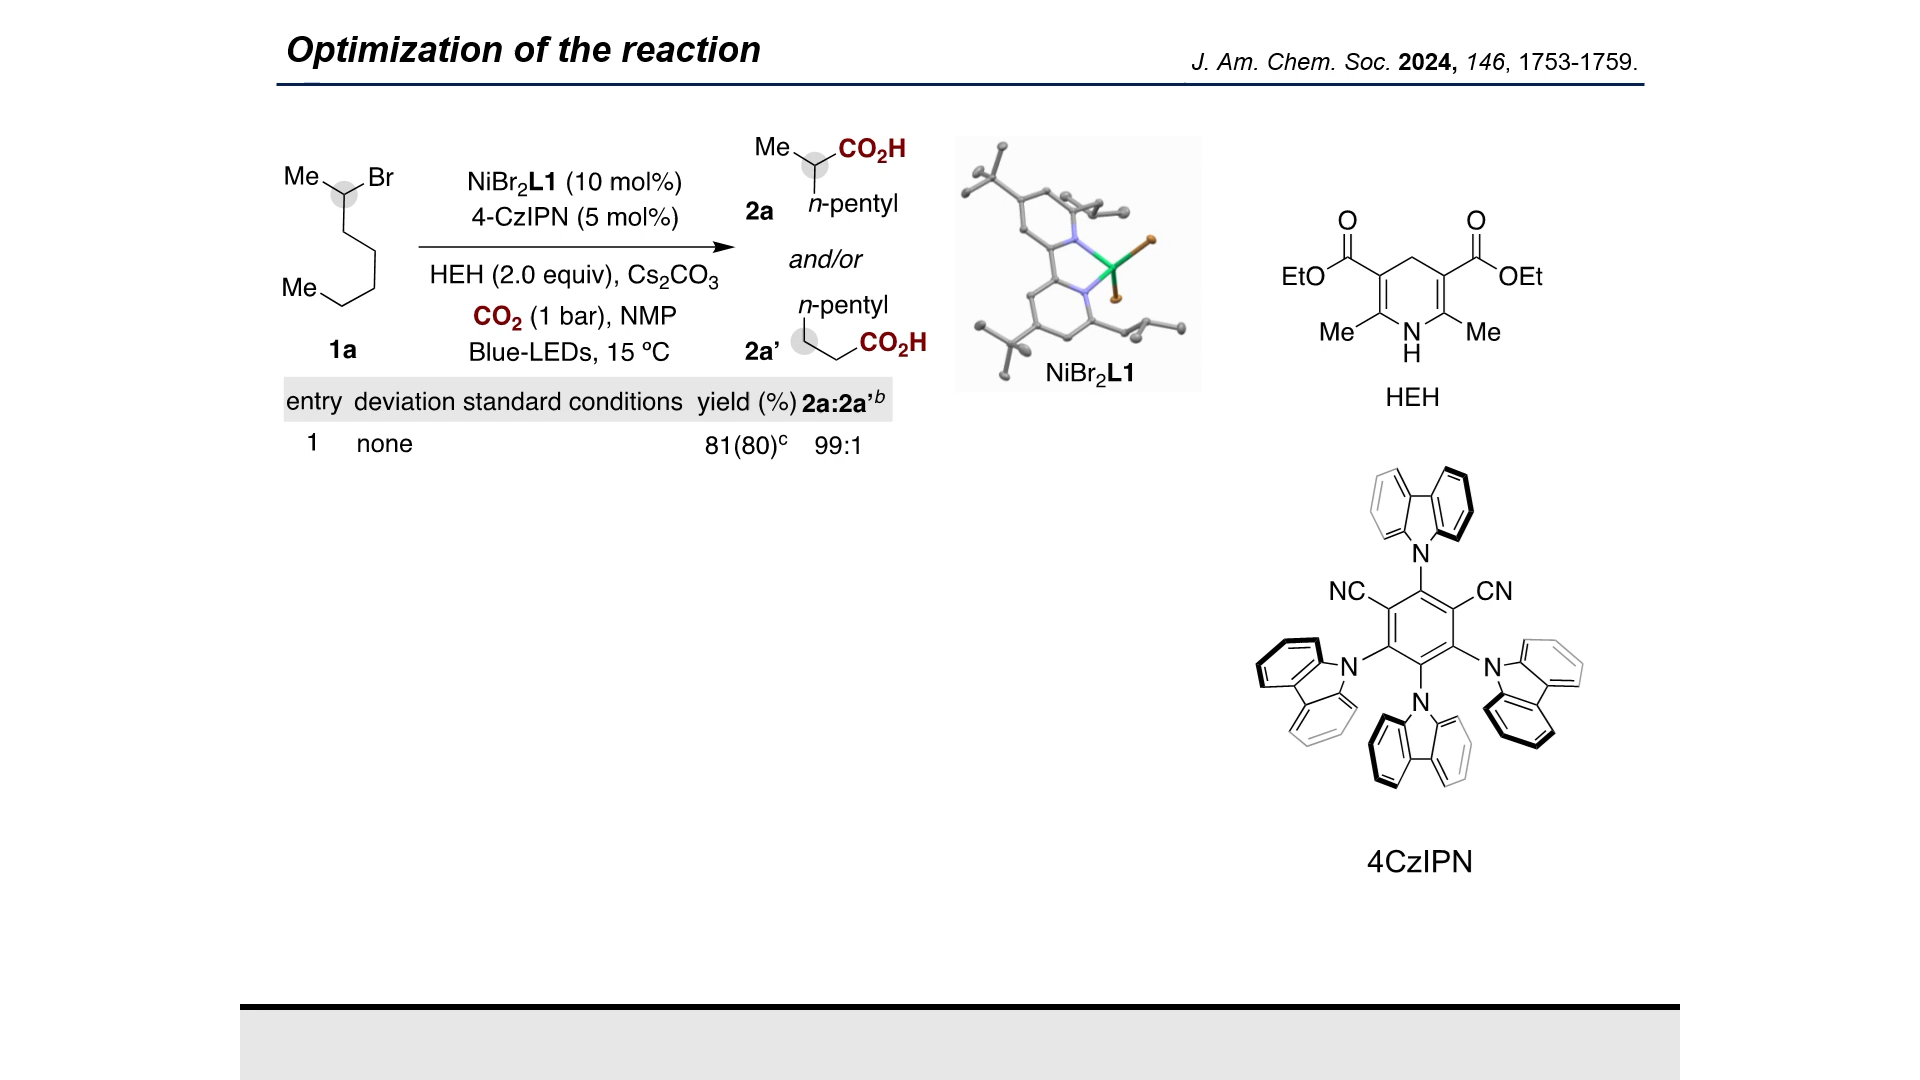 Optimization of the reaction
J. Am. Chem. Soc. 2024, 146, 1753-1759.
Me
Br
Me
1a
NiBr₂L1 (10 mol%)
4-CzIPN (5 mol%)
HEH (2.0 equiv), Cs₂CO₃
CO₂ (1 bar), NMP
Blue-LEDs, 15 ºC
Me
CO₂H
n-pentyl
2a
and/or
n-pentyl
CO₂H
2a'
NiBr₂L1
O
O
EtO
OEt
Me
N
H
Me
HEH
entry deviation standard conditions yield (%) 2a:2a'ᵇ
1 none 81(80)ᶜ 99:1
N
NC
CN
N
N
N
4CzIPN